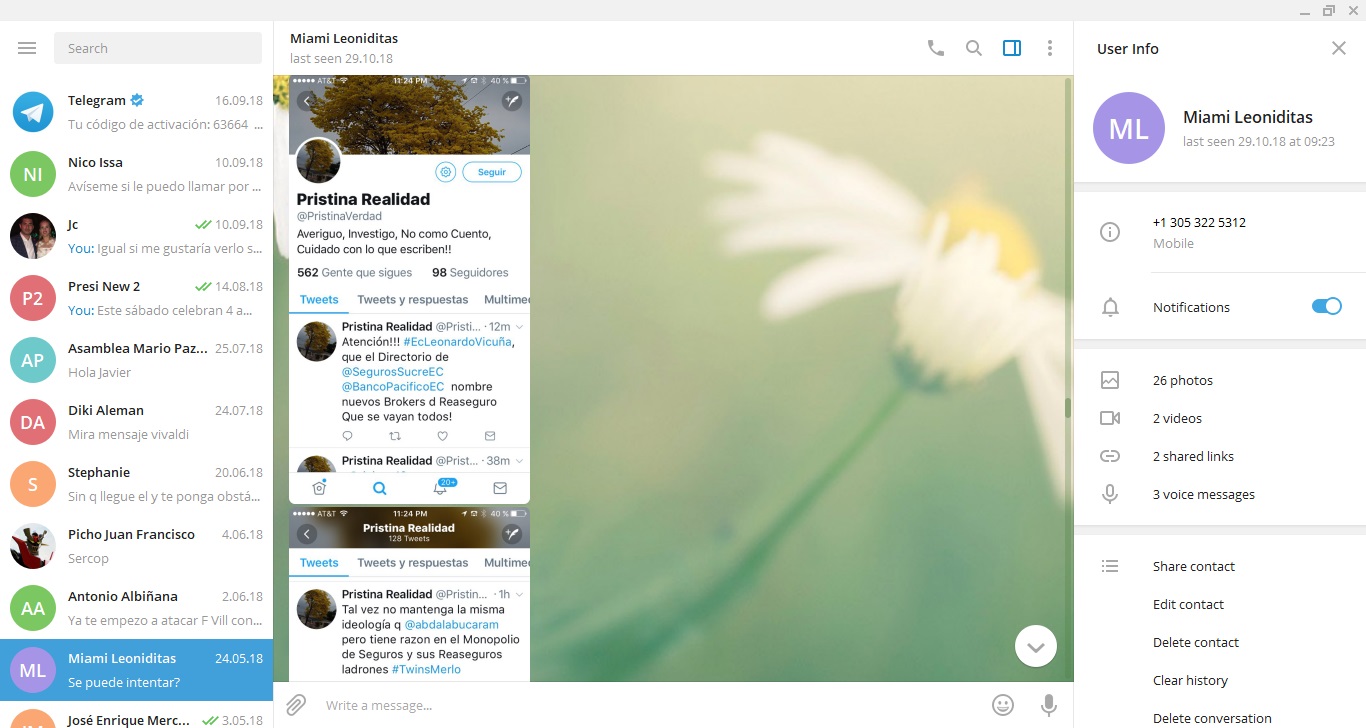 Search
Telegram 16.09.18
Tu código de activación: 63664 ...
NI
Nico Issa 10.09.18
Avíseme si le puedo llamar por ...
Jc 10.09.18
You: Igual si me gustaría verlo s...
P2
Presi New 2 14.08.18
You: Este sábado celebran 4 a...
AP
Asamblea Mario Paz... 25.07.18
Hola Javier
DA
Diki Aleman 24.07.18
Mira mensaje vivaldi
S
Stephanie 20.06.18
Sin q llegue el y te ponga obstá...
Picho Juan Francisco 4.06.18
Sercop
AA
Antonio Albiñana 2.06.18
Ya te empezo a atacar F Vill con...
ML
Miami Leoniditas 24.05.18
Se puede intentar?
José Enrique Merc... 3.05.18
Miami Leoniditas
last seen 29.10.18
AT&T 11:24 PM 40 %
Seguir
Pristina Realidad
@PristinaVerdad
Averiguo, Investigo, No como Cuento,
Cuidado con lo que escriben!!
562 Gente que sigues 98 Seguidores
Tweets Tweets y respuestas Multimed
Pristina Realidad @Pristi... · 12m
Atención!!! #EcLeonardoVicuña,
que el Directorio de
@SegurosSucreEC
@BancoPacificoEC nombre
nuevos Brokers d Reaseguro
Que se vayan todos!
Pristina Realidad @Prist... · 38m
20+
AT&T 11:24 PM 40 %
Pristina Realidad
128 Tweets
Tweets Tweets y respuestas Multimed
Pristina Realidad @Pristin... · 1h
Tal vez no mantenga la misma
ideología q @abdalabucaram
pero tiene razon en el Monopolio
de Seguros y sus Reaseguros
ladrones #TwinsMerlo
Write a message...
User Info
ML
Miami Leoniditas
last seen 29.10.18 at 09:23
+1 305 322 5312
Mobile
Notifications
26 photos
2 videos
2 shared links
3 voice messages
Share contact
Edit contact
Delete contact
Clear history
Delete conversation